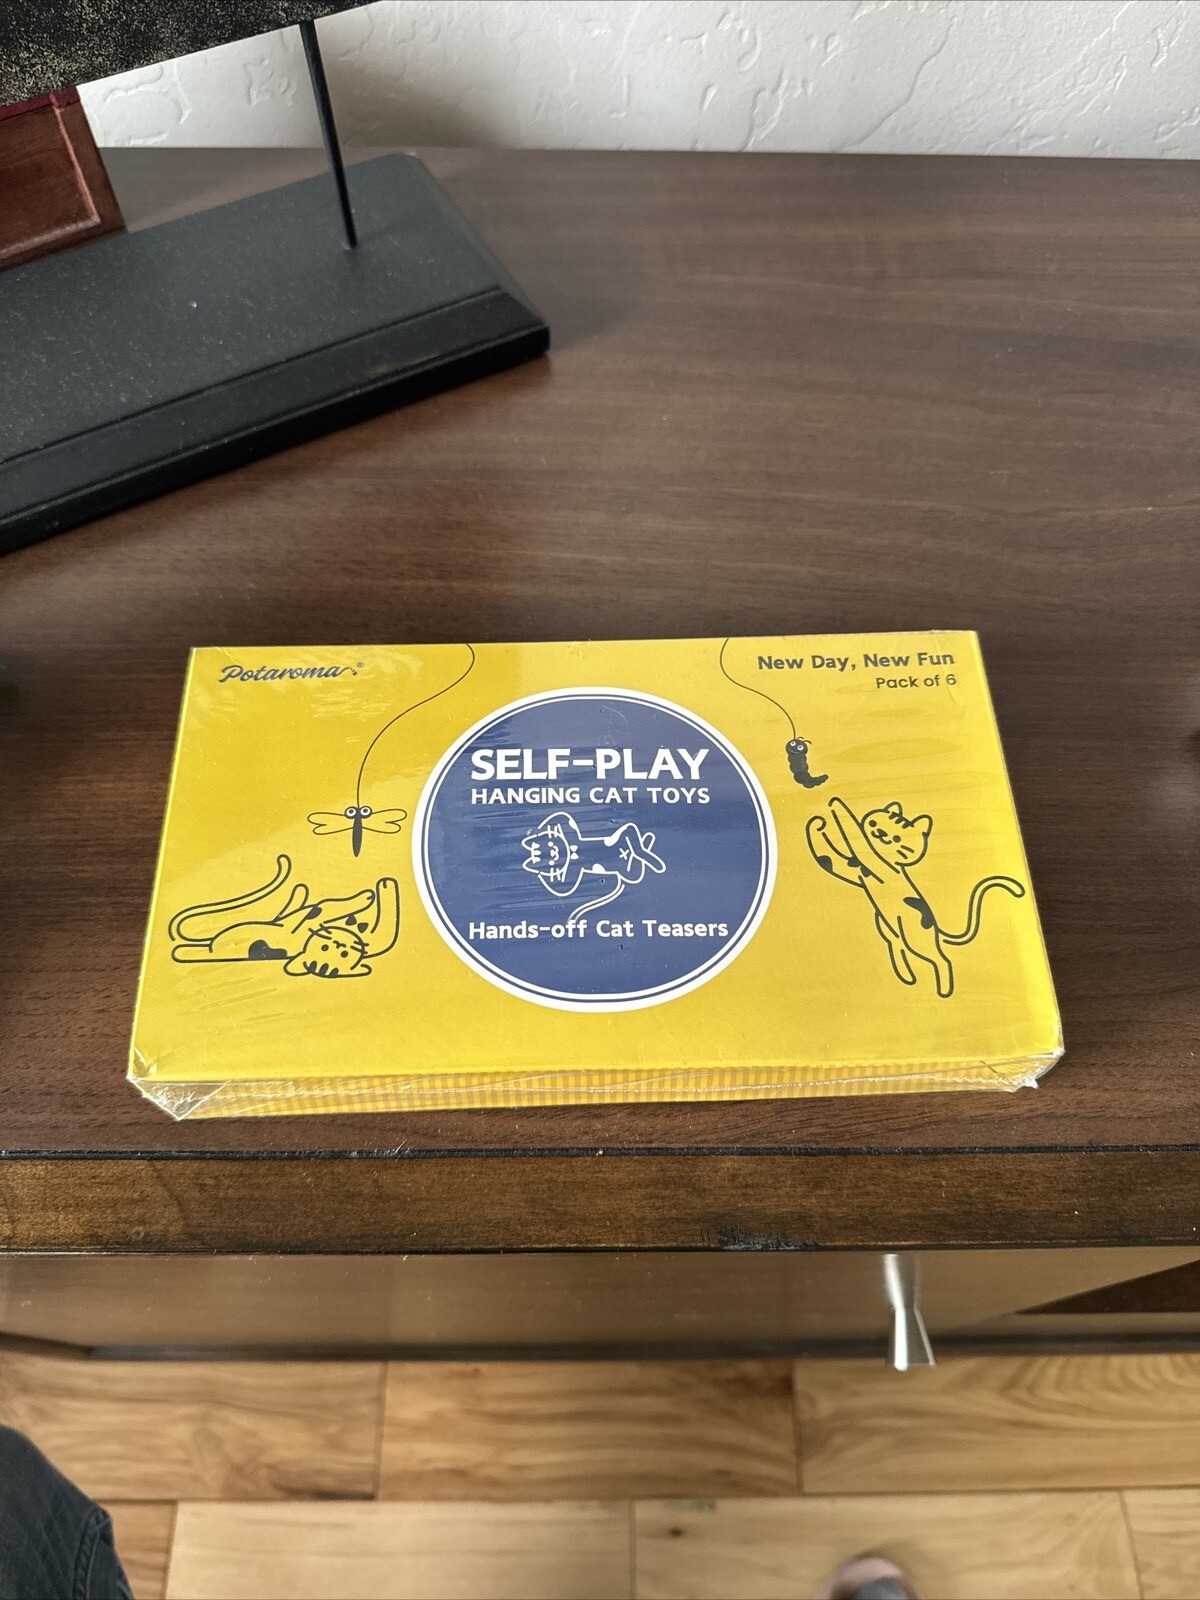 Potaroma®
New Day, New Fun
Pack of 6
SELF-PLAY
HANGING CAT TOYS
Hands-off Cat Teasers